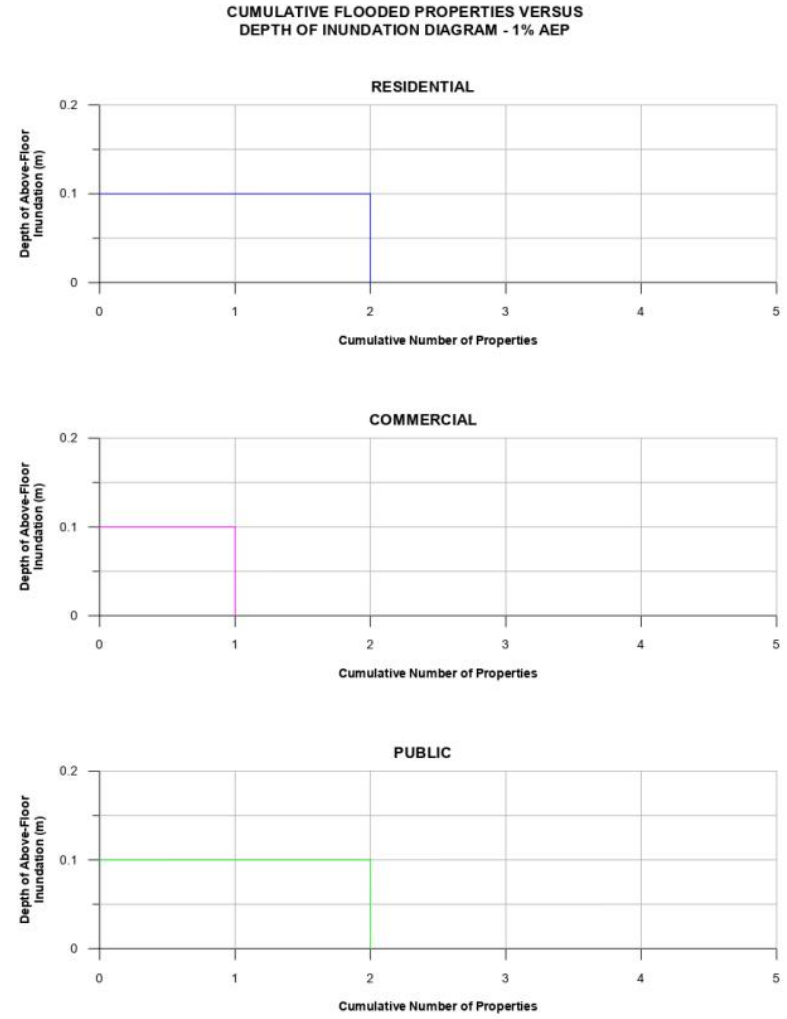 CUMULATIVE FLOODED PROPERTIES VERSUS
DEPTH OF INUNDATION DIAGRAM - 1% AEP
RESIDENTIAL
Depth of Above-Floor
Inundation (m)
0.2
0.1
0
0 1 2 3 4 5
Cumulative Number of Properties
COMMERCIAL
Depth of Above-Floor
Inundation (m)
0.2
0.1
0
0 1 2 3 4 5
Cumulative Number of Properties
PUBLIC
Depth of Above-Floor
Inundation (m)
0.2
0.1
0
0 1 2 3 4 5
Cumulative Number of Properties